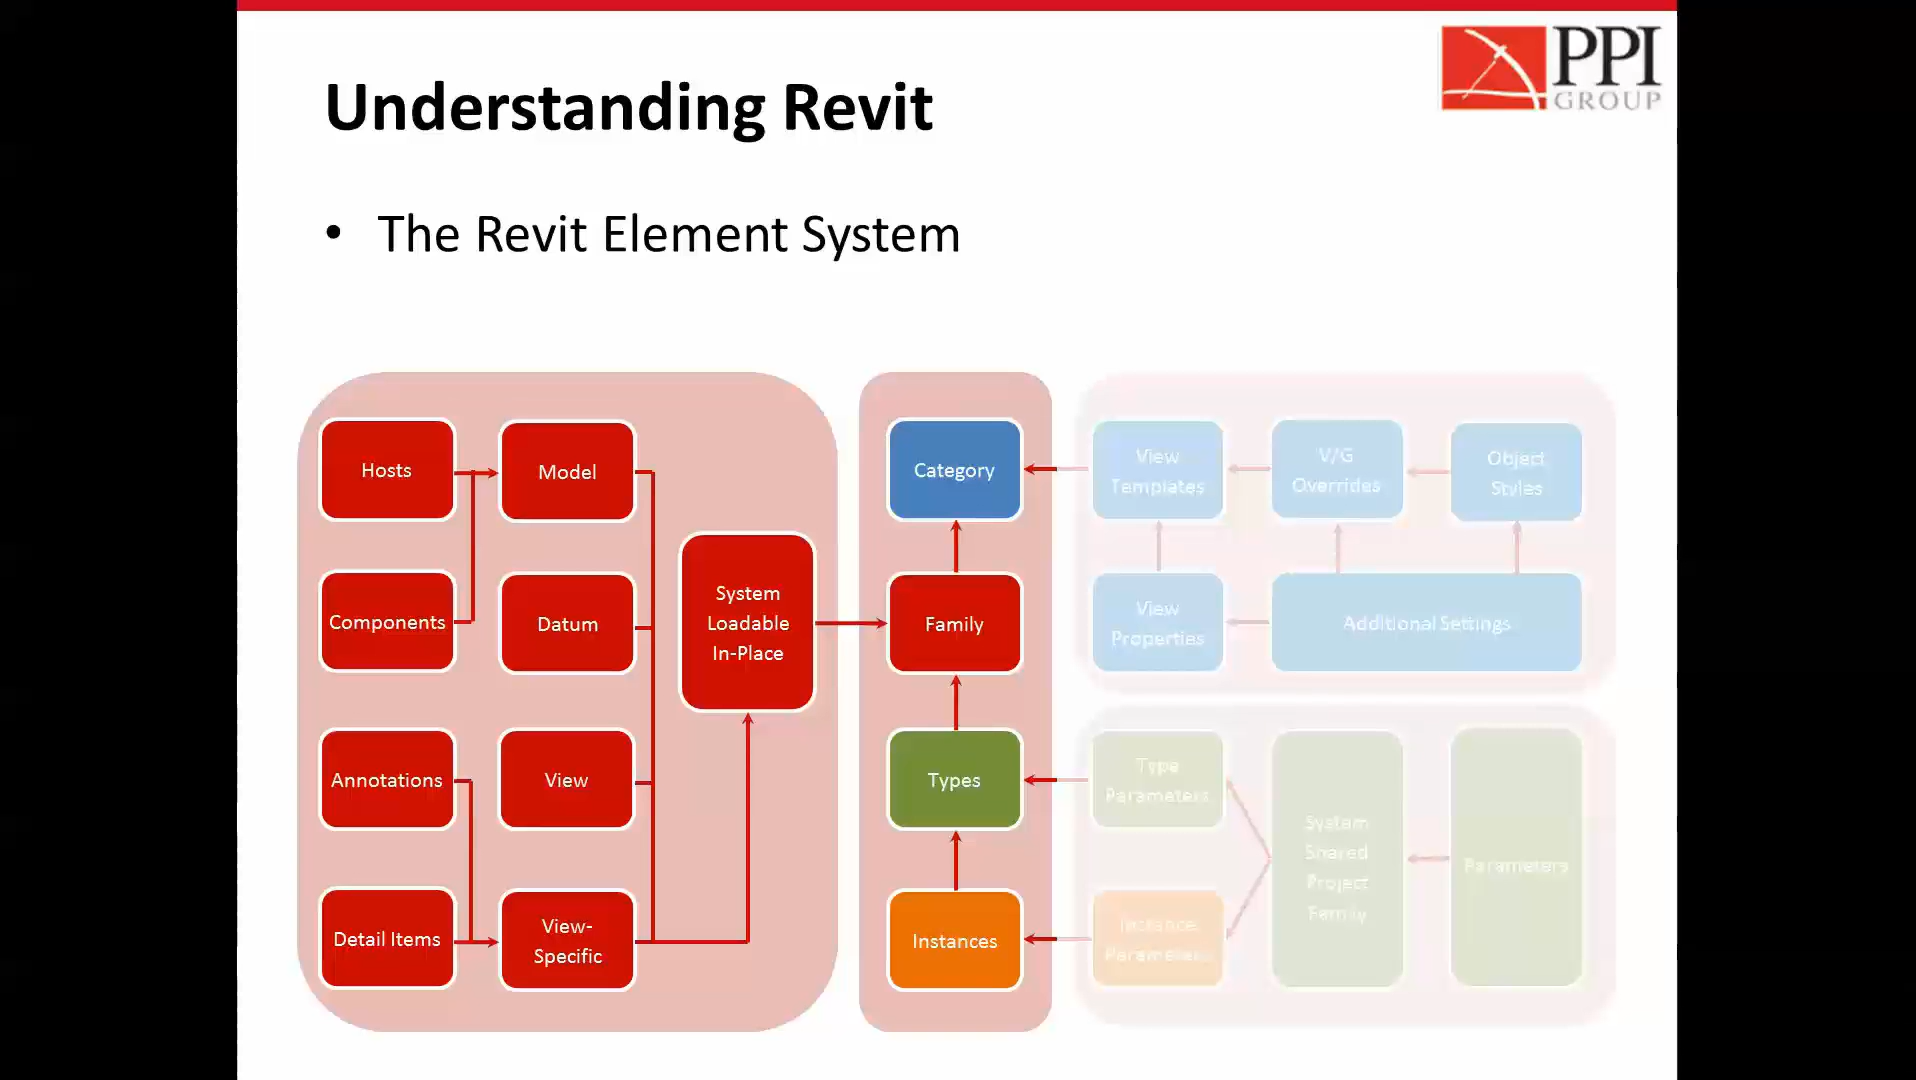 PPI
GROUP
Understanding Revit
• The Revit Element System
Hosts
Model
Components
Datum
System
Loadable
In-Place
Annotations
View
Detail Items
View-
Specific
Category
Family
Types
Instances
View
Templates
V/G
Overrides
Object
Styles
View
Properties
Additional Settings
Type
Parameters
System
Shared
Project
Family
Parameters
Instance
Parameters